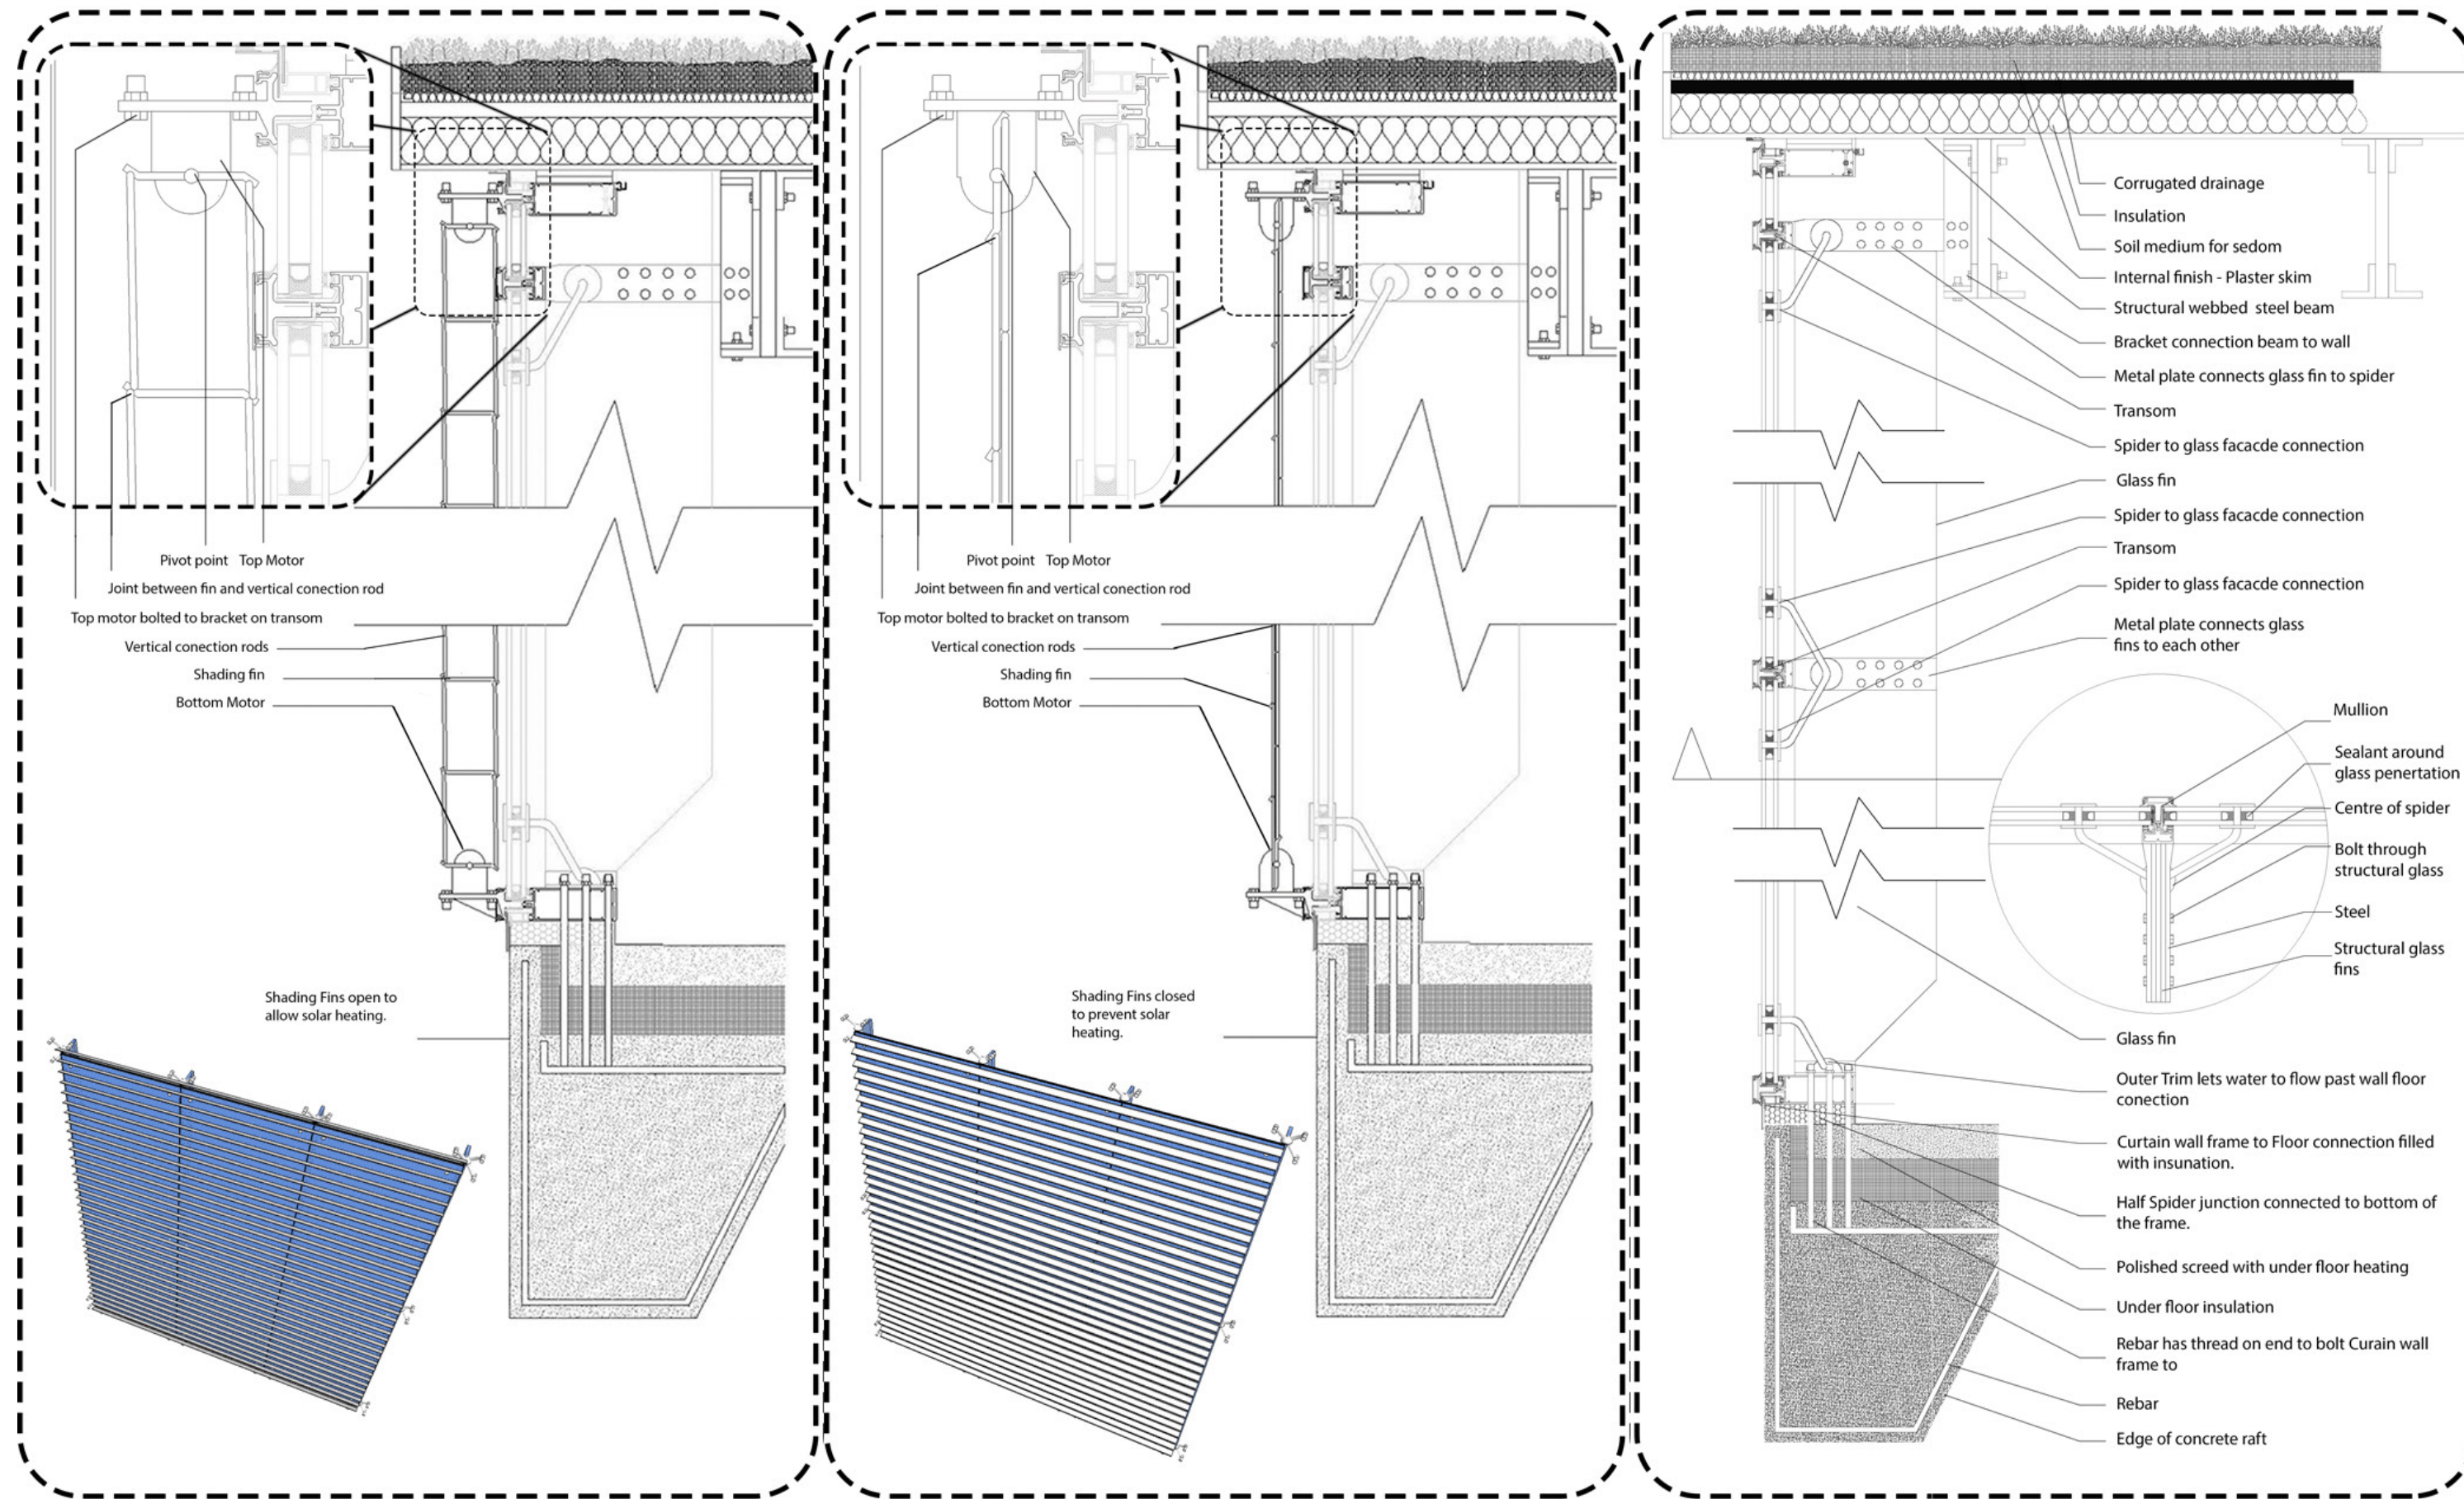 Pivot point
Top Motor
Joint between fin and vertical conection rod
Top motor bolted to bracket on transom
Vertical conection rods
Shading fin
Bottom Motor
Shading Fins open to
allow solar heating.
Pivot point
Top Motor
Joint between fin and vertical conection rod
Top motor bolted to bracket on transom
Vertical conection rods
Shading fin
Bottom Motor
Shading Fins closed
to prevent solar
heating.
Corrugated drainage
Insulation
Soil medium for sedom
Internal finish - Plaster skim
Structural webbed steel beam
Bracket connection beam to wall
Metal plate connects glass fin to spider
Transom
Spider to glass facacde connection
Glass fin
Spider to glass facacde connection
Transom
Spider to glass facacde connection
Metal plate connects glass
fins to each other
Mullion
Sealant around
glass penertation
Centre of spider
Bolt through
structural glass
Steel
Structural glass
fins
Glass fin
Outer Trim lets water to flow past wall floor
conection
Curtain wall frame to Floor connection filled
with insunation.
Half Spider junction connected to bottom of
the frame.
Polished screed with under floor heating
Under floor insulation
Rebar has thread on end to bolt Curain wall
frame to
Rebar
Edge of concrete raft